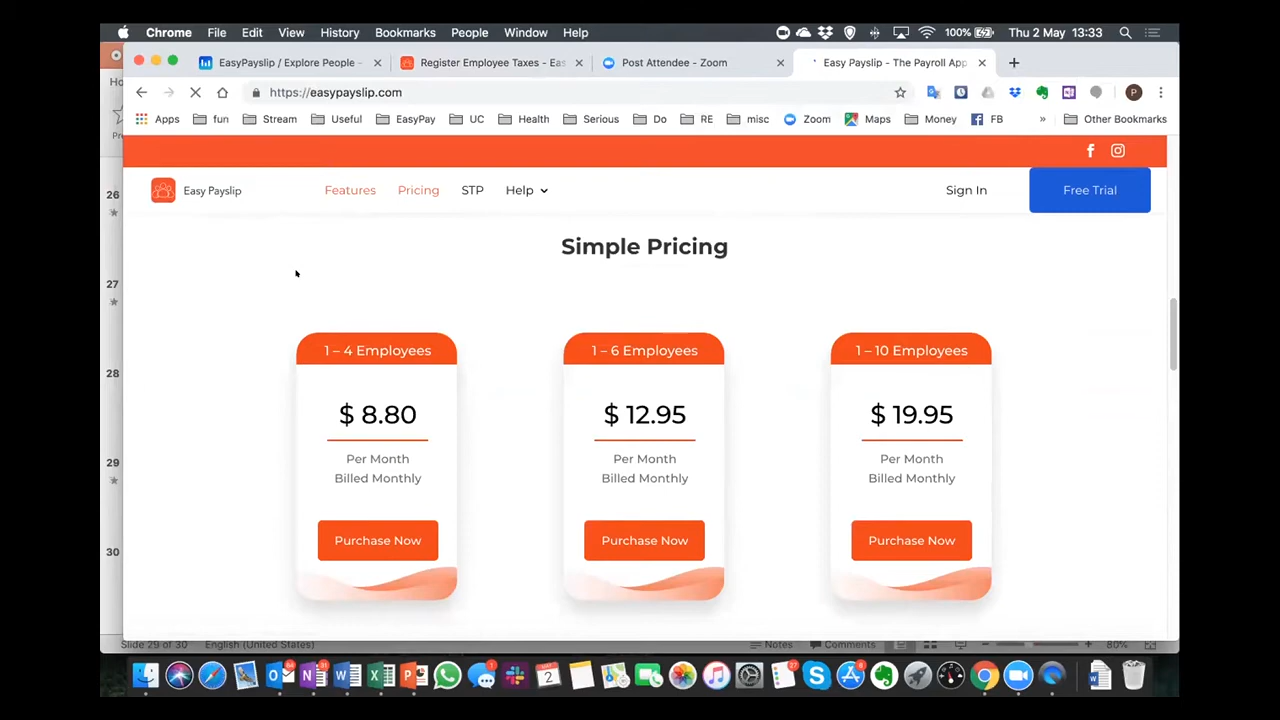 Chrome File Edit View History Bookmarks People Window Help 100% Thu 2 May 13:33
EasyPayslip / Explore People -
Register Employee Taxes - Eas
Post Attendee - Zoom
Easy Payslip - The Payroll App
https://easypayslip.com
P
Apps fun Stream Useful EasyPay UC Health Serious Do RE misc Zoom Maps Money FB » Other Bookmarks
Easy Payslip
Features Pricing STP Help Sign In Free Trial
26
27
28
29
30
Simple Pricing
1 – 4 Employees
$ 8.80
Per Month
Billed Monthly
Purchase Now
1 – 6 Employees
$ 12.95
Per Month
Billed Monthly
Purchase Now
1 – 10 Employees
$ 19.95
Per Month
Billed Monthly
Purchase Now
Slide 29 of 30 English (United States) Notes Comments 80%